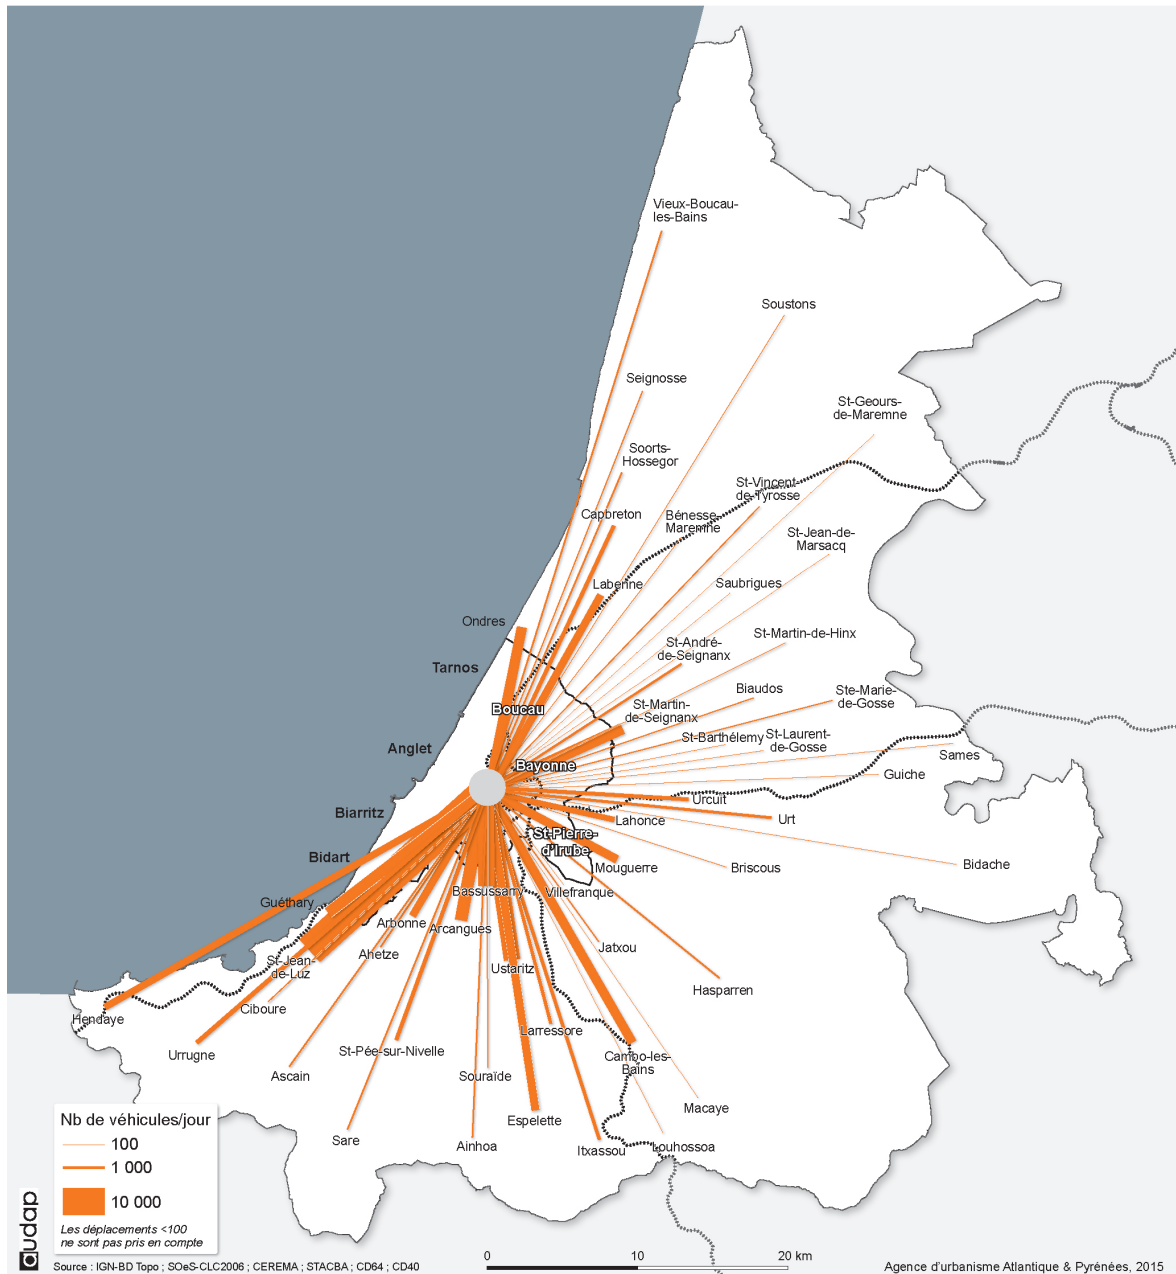 Vieux-Boucau-
les-Bains
Soustons
Seignosse
St-Geours-
de-Maremne
Soorts-
Hossegor
St-Vincent-
de-Tyrosse
Capbreton
Bénesse-
Maremne
St-Jean-de-
Marsacq
Labenne
Saubrigues
Ondres
St-Martin-de-Hinx
St-André-
de-Seignanx
Tarnos
Biaudos
Ste-Marie-
de-Gosse
Boucau
St-Martin-
de-Seignanx
St-Barthélemy
St-Laurent-
de-Gosse
Anglet
Sames
Bayonne
Guiche
Urcuit
Biarritz
Lahonce
Urt
St-Pierre-
d'Irube
Bidart
Mouguerre
Briscous
Bidache
Bassussarry
Villefranque
Guéthary
Arbonne
Arcangues
Ahetze
Jatxou
St-Jean-
de-Luz
Ustaritz
Hasparren
Ciboure
Hendaye
Larressore
Urrugne
St-Pée-sur-Nivelle
Cambo-les-
Bains
Ascain
Souraïde
Macaye
Espelette
Sare
Ainhoa
Itxassou
Louhossoa
Nb de véhicules/jour
100
1 000
10 000
Les déplacements <100
ne sont pas pris en compte
audap
0 10 20 km
Source : IGN-BD Topo ; SOeS-CLC2006 ; CEREMA ; STACBA ; CD64 ; CD40
Agence d'urbanisme Atlantique & Pyrénées, 2015